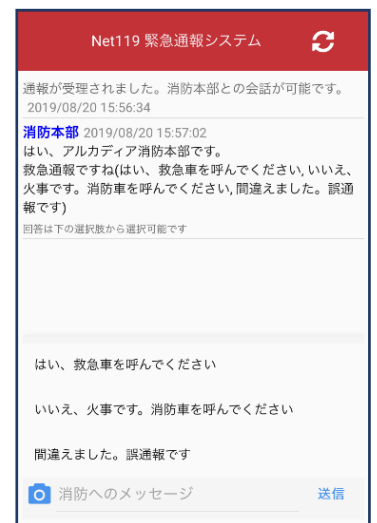 Net119 緊急通報システム
通報が受理されました。消防本部との会話が可能です。
2019/08/20 15:56:34
消防本部 2019/08/20 15:57:02
はい、アルカディア消防本部です。
救急通報ですね(はい、救急車を呼んでください, いいえ、
火事です。消防車を呼んでください, 間違えました。誤通
報です)
回答は下の選択肢から選択可能です
はい、救急車を呼んでください
いいえ、火事です。消防車を呼んでください
間違えました。誤通報です
消防へのメッセージ 送信